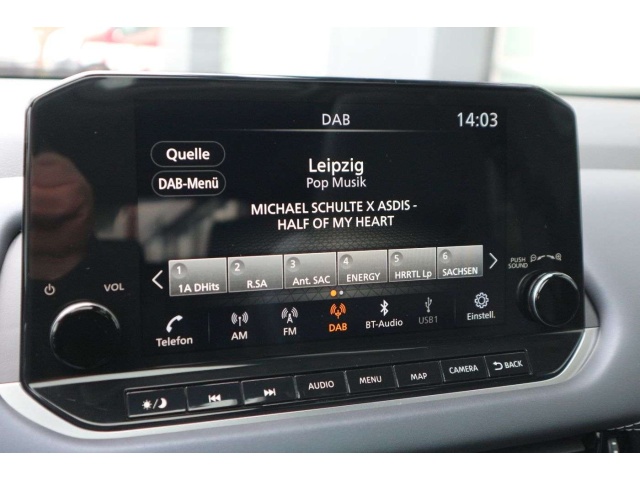 DAB
14:03
Quelle
DAB-Menü
Leipzig
Pop Musik
MICHAEL SCHULTE X ASDIS -
HALF OF MY HEART
VOL
PUSH
SOUND
1
1A DHits
2
R.SA
3
Ant. SAC
4
ENERGY
5
HRRTL Lp
6
SACHSEN
Telefon
AM
FM
DAB
BT-Audio
USB1
Einstell.
AUDIO
MENU
MAP
CAMERA
BACK